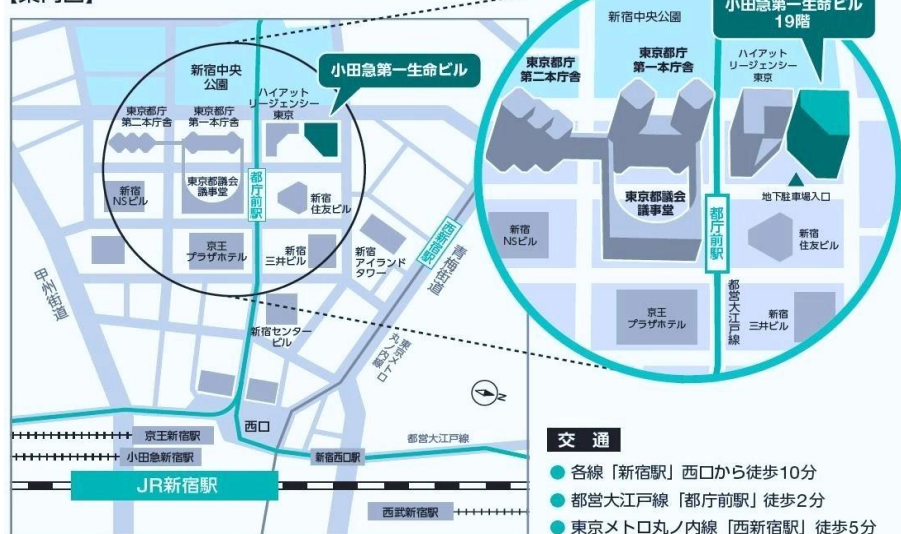 【案内図】
新宿中央
公園
小田急第一生命ビル
ハイアット
リージェンシー
東京
東京都庁
第二本庁舎
東京都庁
第一本庁舎
東京都議会
議事堂
都庁前駅
新宿
NSビル
新宿
住友ビル
京王
プラザホテル
新宿
三井ビル
新宿
アイランド
タワー
西新宿駅
青梅街道
甲州街道
新宿センター
ビル
東京メトロ
丸ノ内線
N
西口
都営大江戸線
京王新宿駅
小田急新宿駅
新宿西口駅
JR新宿駅
西武新宿駅
新宿中央公園
小田急第一生命ビル
19階
東京都庁
第二本庁舎
東京都庁
第一本庁舎
ハイアット
リージェンシー
東京
東京都議会
議事堂
地下駐車場入口
都庁前駅
新宿
NSビル
新宿
住友ビル
都営大江戸線
京王
プラザホテル
新宿
三井ビル
交通
● 各線「新宿駅」西口から徒歩10分
● 都営大江戸線「都庁前駅」徒歩2分
● 東京メトロ丸ノ内線「西新宿駅」徒歩5分